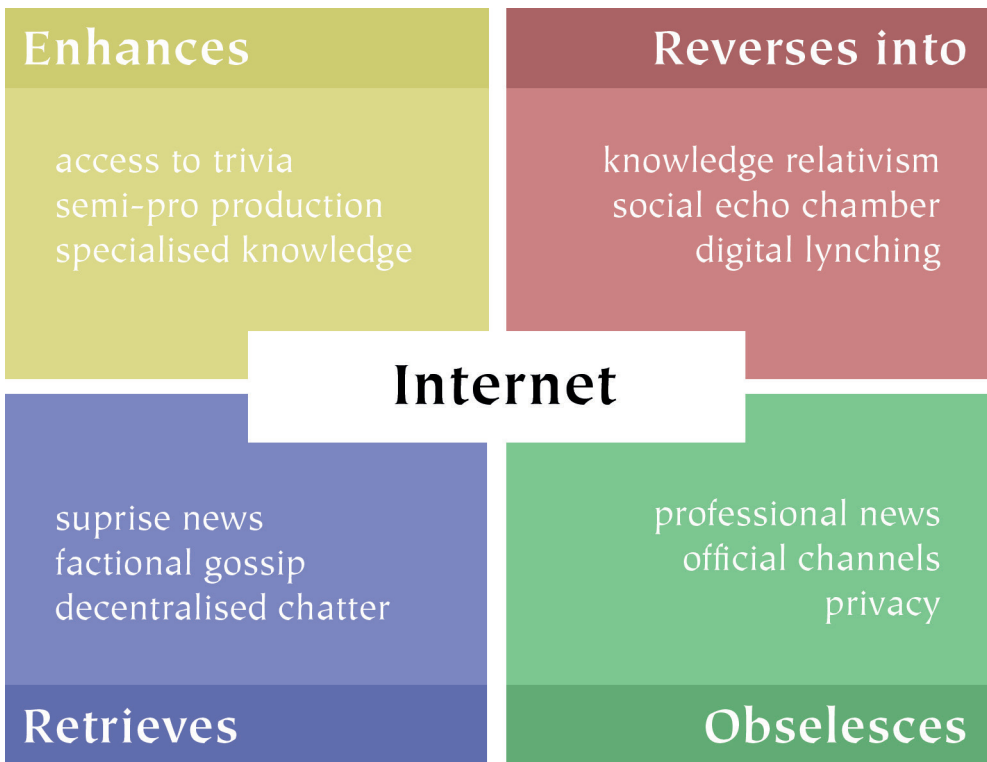 Enhances
access to trivia
semi-pro production
specialised knowledge
Reverses into
knowledge relativism
social echo chamber
digital lynching
Internet
suprise news
factional gossip
decentralised chatter
Retrieves
professional news
official channels
privacy
Obselesces